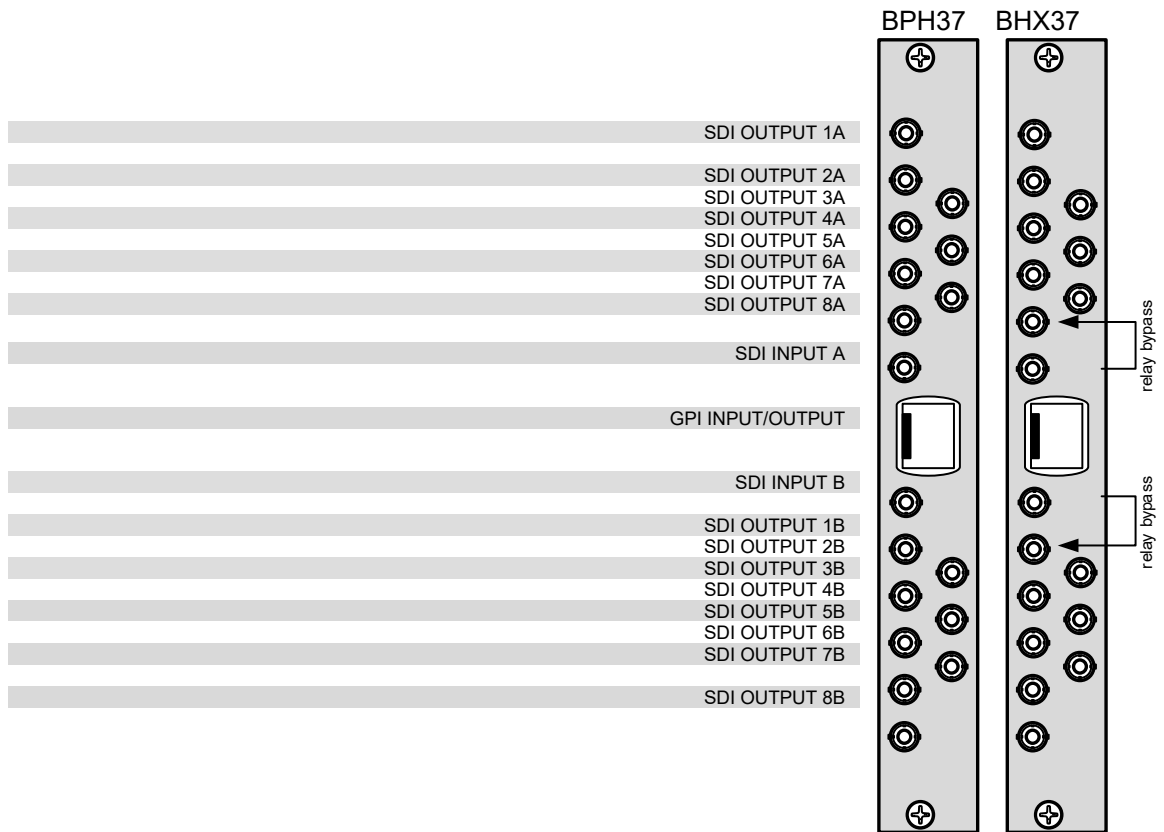 BPH37 BHX37
SDI OUTPUT 1A
SDI OUTPUT 2A
SDI OUTPUT 3A
SDI OUTPUT 4A
SDI OUTPUT 5A
SDI OUTPUT 6A
SDI OUTPUT 7A
SDI OUTPUT 8A
relay bypass
SDI INPUT A
GPI INPUT/OUTPUT
SDI INPUT B
relay bypass
SDI OUTPUT 1B
SDI OUTPUT 2B
SDI OUTPUT 3B
SDI OUTPUT 4B
SDI OUTPUT 5B
SDI OUTPUT 6B
SDI OUTPUT 7B
SDI OUTPUT 8B